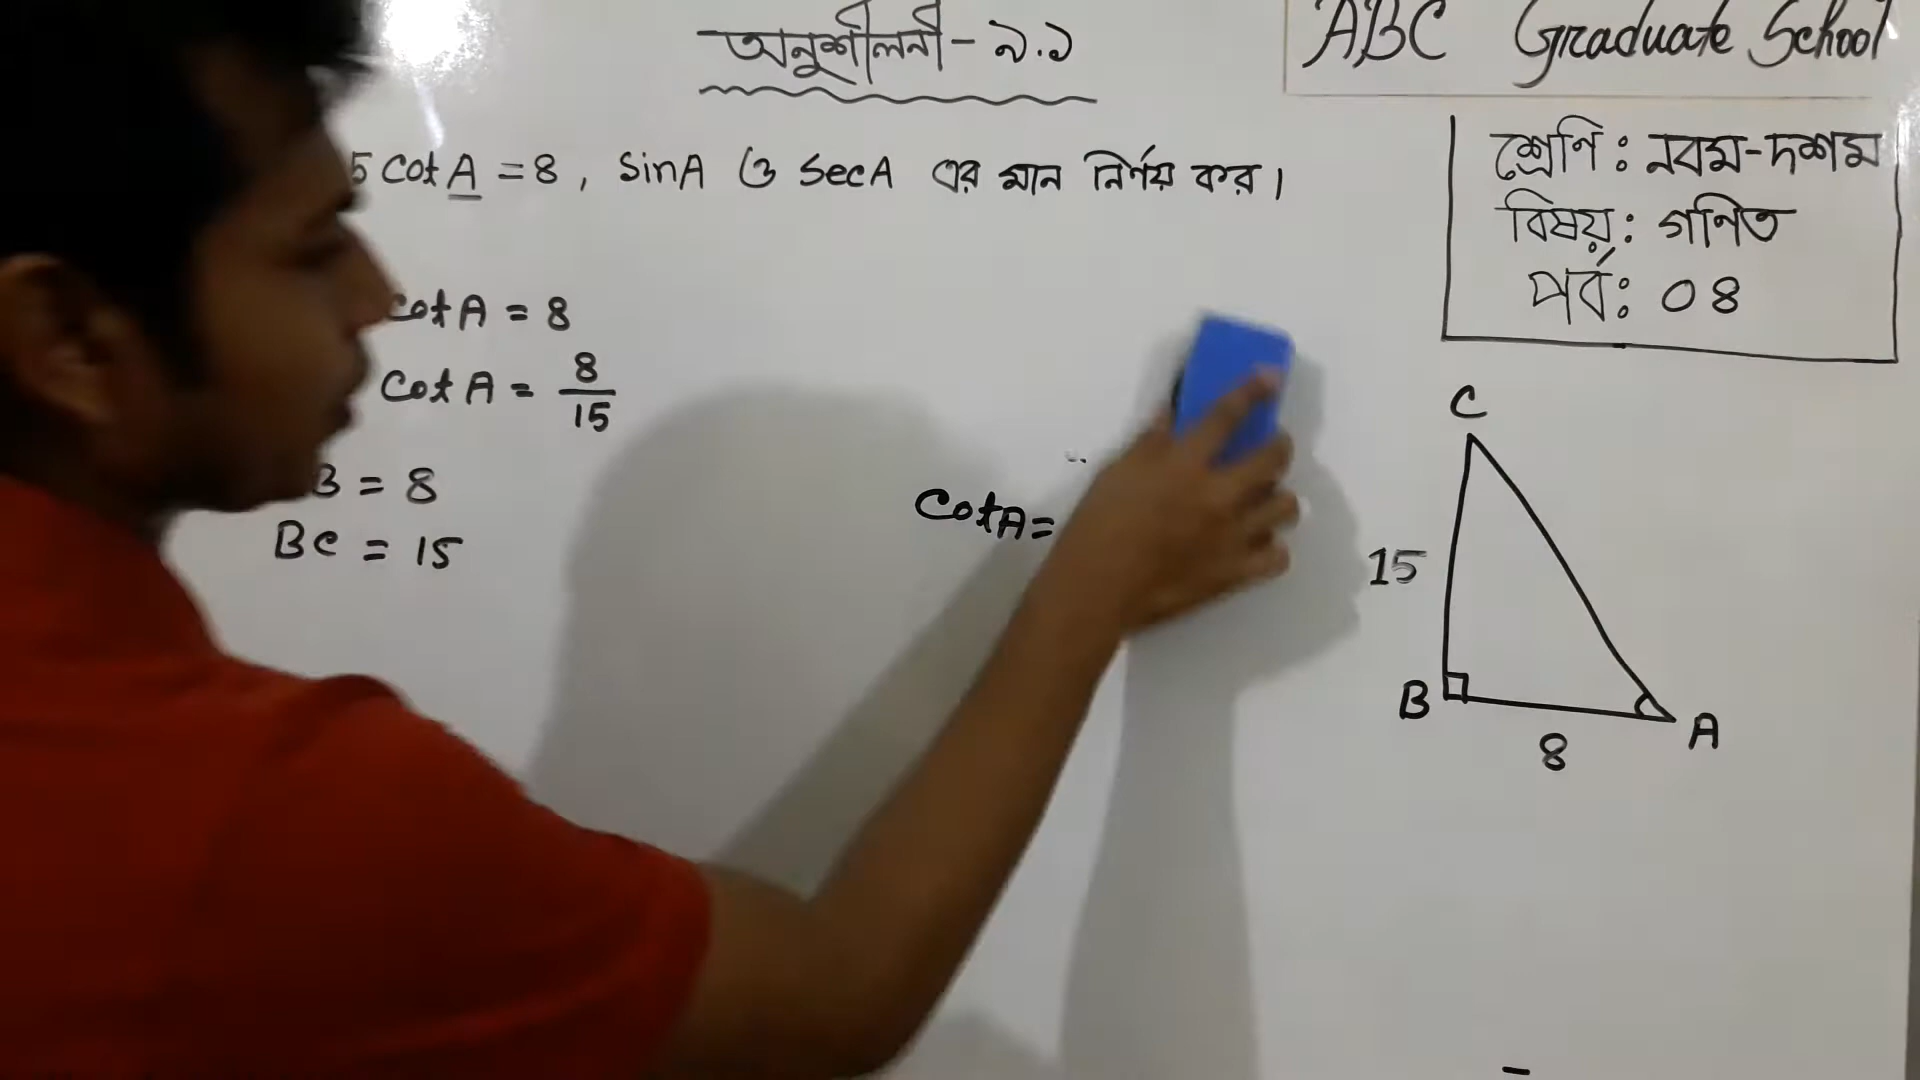 অনুশীলনী - ৯.১
ABC Graduate School
5 cot A = 8, sinA ও secA এর মান নির্ণয় কর।
শ্রেণি: নবম-দশম
বিষয়: গনিত
পর্ব: ০৪
cot A = 8
cot A = 8/15
B = 8
BC = 15
cotA =
C
15
B
A
8